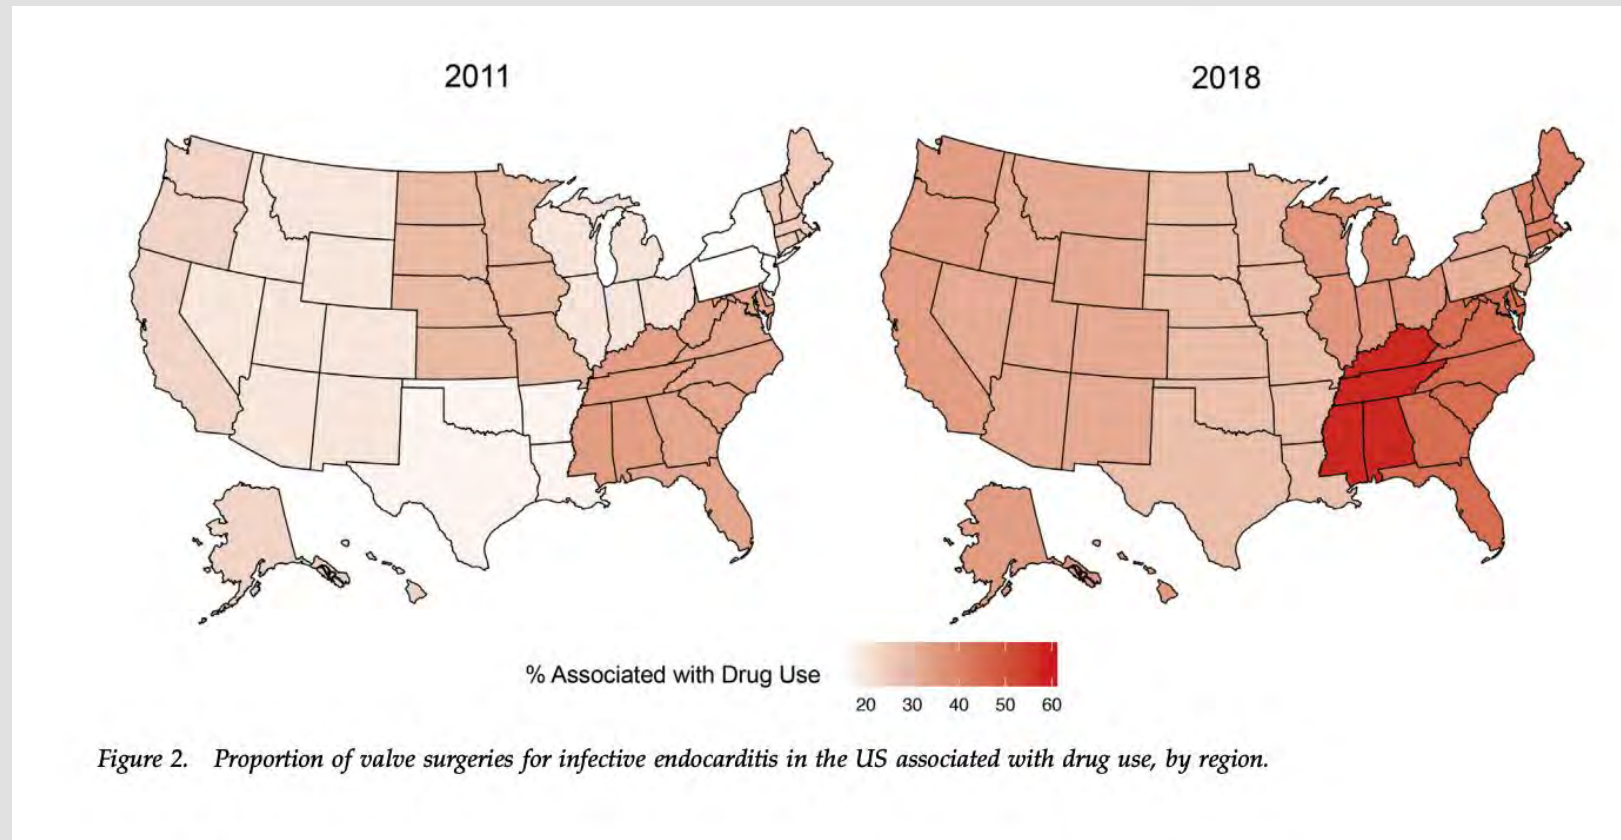 2011
2018
% Associated with Drug Use
20 30 40 50 60
Figure 2. Proportion of valve surgeries for infective endocarditis in the US associated with drug use, by region.